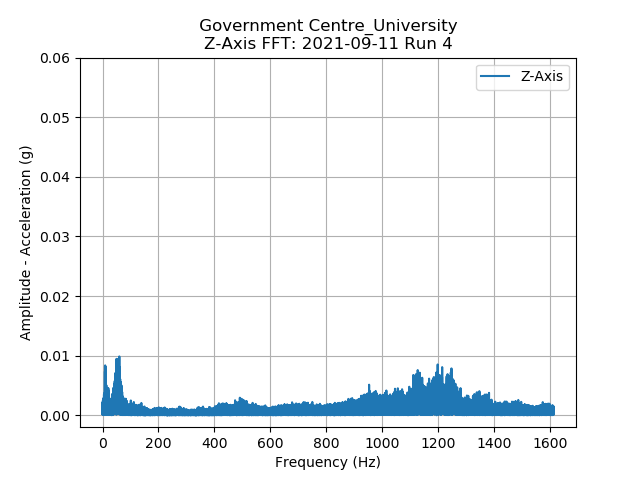 Government Centre_University
Z-Axis FFT: 2021-09-11 Run 4
Z-Axis
Amplitude - Acceleration (g)
0.06
0.05
0.04
0.03
0.02
0.01
0.00
0 200 400 600 800 1000 1200 1400 1600
Frequency (Hz)